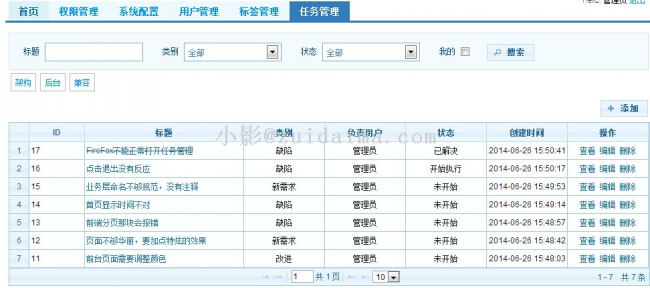 Hello, 管理员 退出
首页 权限管理 系统配置 用户管理 标签管理 任务管理
标题 类别 全部 状态 全部 我的 搜索
架构 后台 兼容
添加
ID 标题 类别 负责用户 状态 创建时间 操作
1 17 FireFox不能正常打开任务管理 缺陷 管理员 已解决 2014-06-26 15:50:41 查看 编辑 删除
2 16 点击退出没有反应 缺陷 管理员 开始执行 2014-06-26 15:50:17 查看 编辑 删除
3 15 业务层命名不够规范，没有注释 新需求 管理员 未开始 2014-06-26 15:49:53 查看 编辑 删除
4 14 首页显示时间不对 缺陷 管理员 未开始 2014-06-26 15:49:14 查看 编辑 删除
5 13 前端分页那块会报错 缺陷 管理员 未开始 2014-06-26 15:48:57 查看 编辑 删除
6 12 页面不够华丽，要加点特炫的效果 新需求 管理员 未开始 2014-06-26 15:48:42 查看 编辑 删除
7 11 前台页面需要调整颜色 改进 管理员 未开始 2014-06-26 15:48:03 查看 编辑 删除
1 共 1 页 10 1 - 7 共 7 条
小影@zuidaima.com